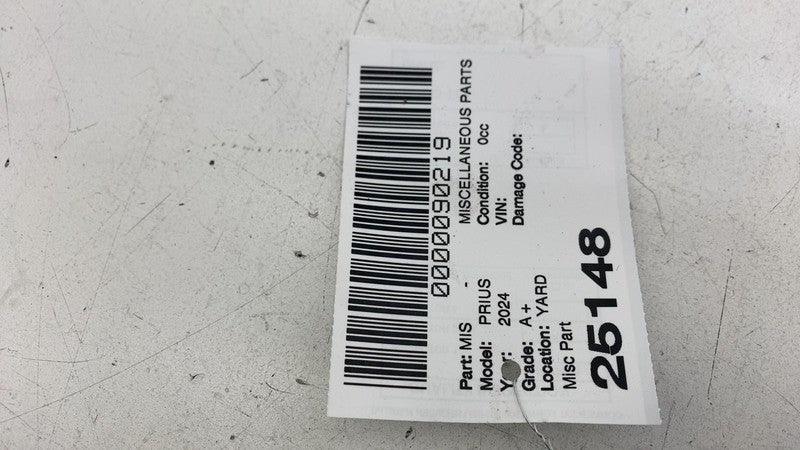 0000090219
Part: MIS - MISCELLANEOUS PARTS
Model: PRIUS Condition: 0cc
Year: 2024 VIN:
Grade: A+ Damage Code:
Location: YARD
Misc Part
25148